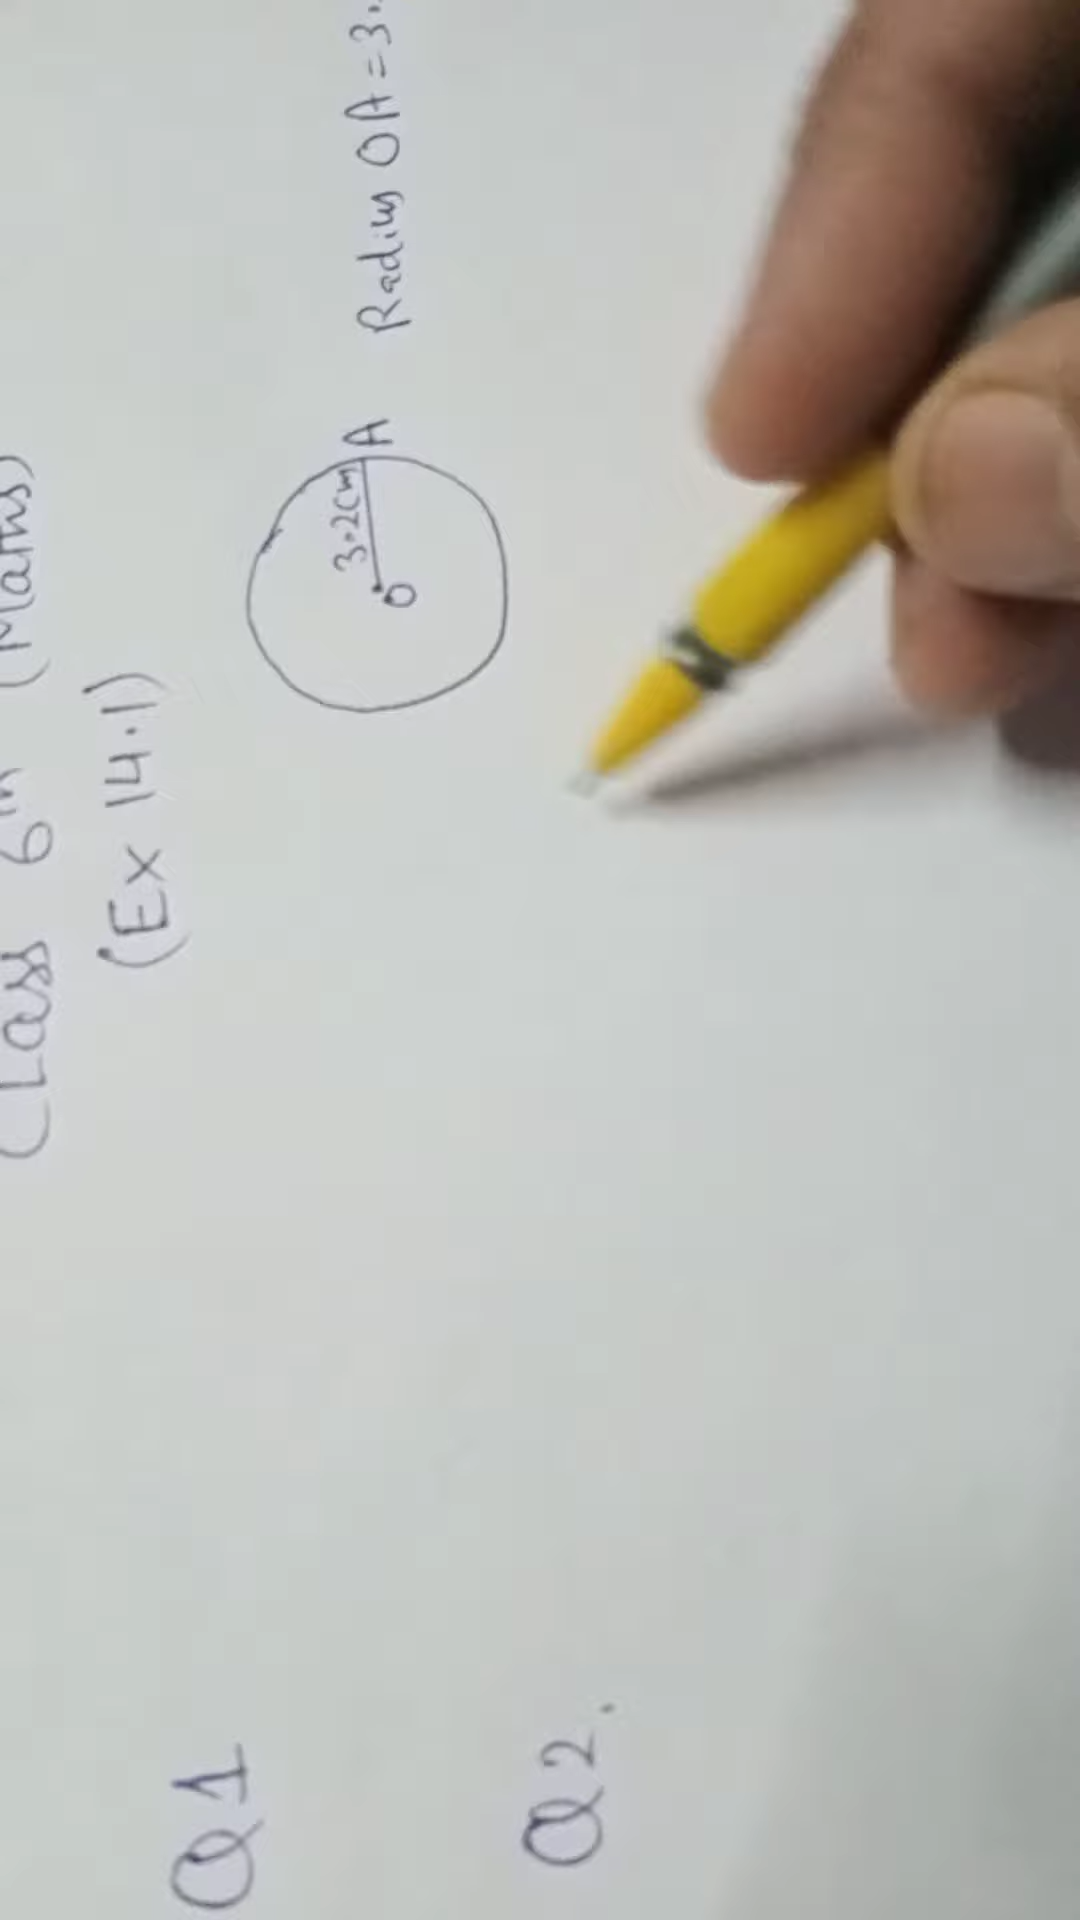 Class 6th (Maths)
(Ex 14.1)
Q1
3.2cm
A
O
Radius OA = 3.
Q2.